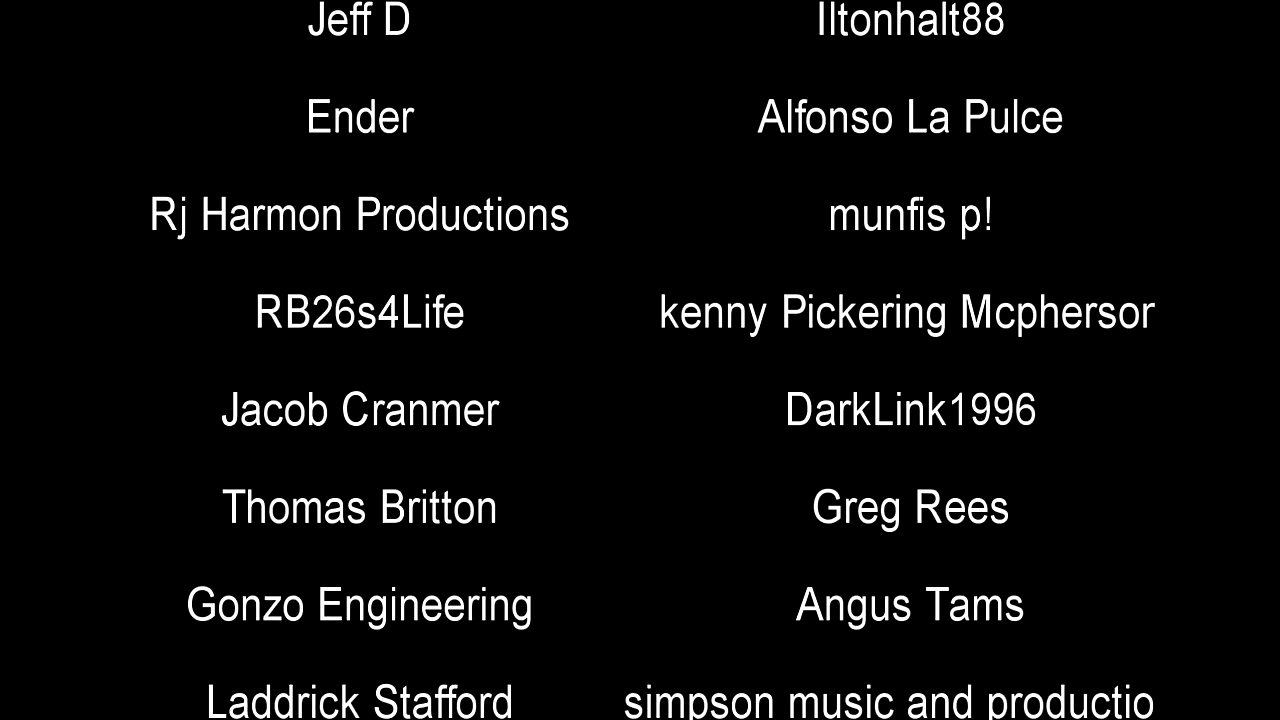 Jeff D
Iltonhalt88
Ender
Alfonso La Pulce
Rj Harmon Productions
munfis p!
RB26s4Life
kenny Pickering Mcphersor
Jacob Cranmer
DarkLink1996
Thomas Britton
Greg Rees
Gonzo Engineering
Angus Tams
Laddrick Stafford
simpson music and productio